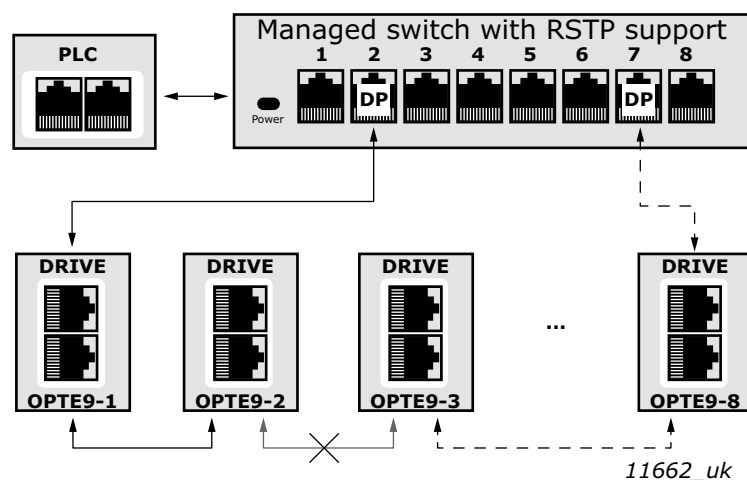 Managed switch with RSTP support
PLC
1 2 3 4 5 6 7 8
DP DP
Power
DRIVE DRIVE DRIVE DRIVE
...
OPTE9-1 OPTE9-2 OPTE9-3 OPTE9-8
11662_uk